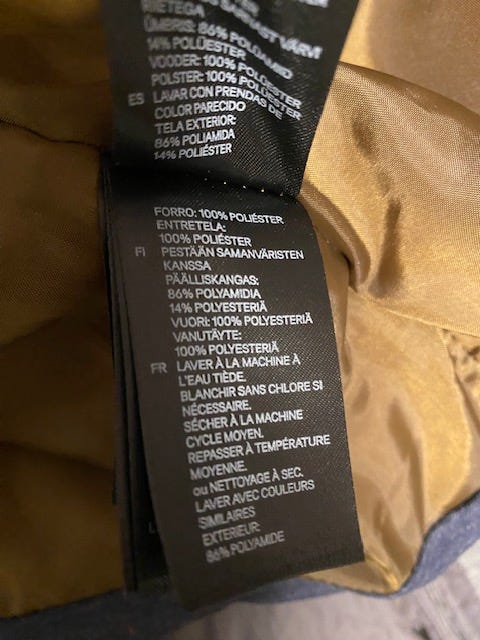 RIETEGA
ÜMBRIS: 86% POLÜAMIID
14% POLÜESTER
VOODER: 100% POLÜESTER
POLSTER: 100% POLÜESTER
ES LAVAR CON PRENDAS DE
COLOR PARECIDO
TELA EXTERIOR:
86% POLIAMIDA
14% POLIÉSTER
FORRO: 100% POLIÉSTER
ENTRETELA:
100% POLIÉSTER
FI PESTÄÄN SAMANVÄRISTEN
KANSSA
PÄÄLLISKANGAS:
86% POLYAMIDIA
14% POLYESTERIÄ
VUORI: 100% POLYESTERIÄ
VANUTÄYTE:
100% POLYESTERIÄ
FR LAVER À LA MACHINE À
L'EAU TIÈDE.
BLANCHIR SANS CHLORE SI
NÉCESSAIRE.
SÉCHER À LA MACHINE
CYCLE MOYEN.
REPASSER À TEMPÉRATURE
MOYENNE.
ou NETTOYAGE À SEC.
LAVER AVEC COULEURS
SIMILAIRES
EXTERIEUR:
86% POLYAMIDE